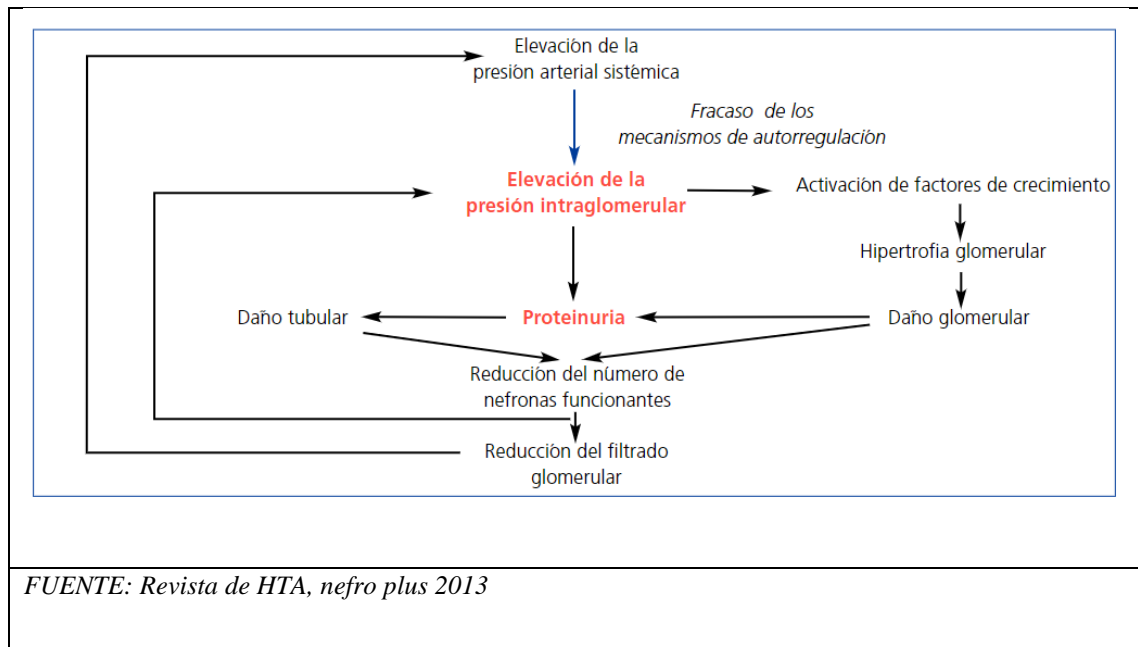 Elevación de la
presión arterial sistémica
Fracaso de los
mecanismos de autorregulación
Elevación de la
presión intraglomerular
Activación de factores de crecimiento
Hipertrofia glomerular
Daño tubular
Proteinuria
Daño glomerular
Reducción del número de
nefronas funcionantes
Reducción del filtrado
glomerular
FUENTE: Revista de HTA, nefro plus 2013